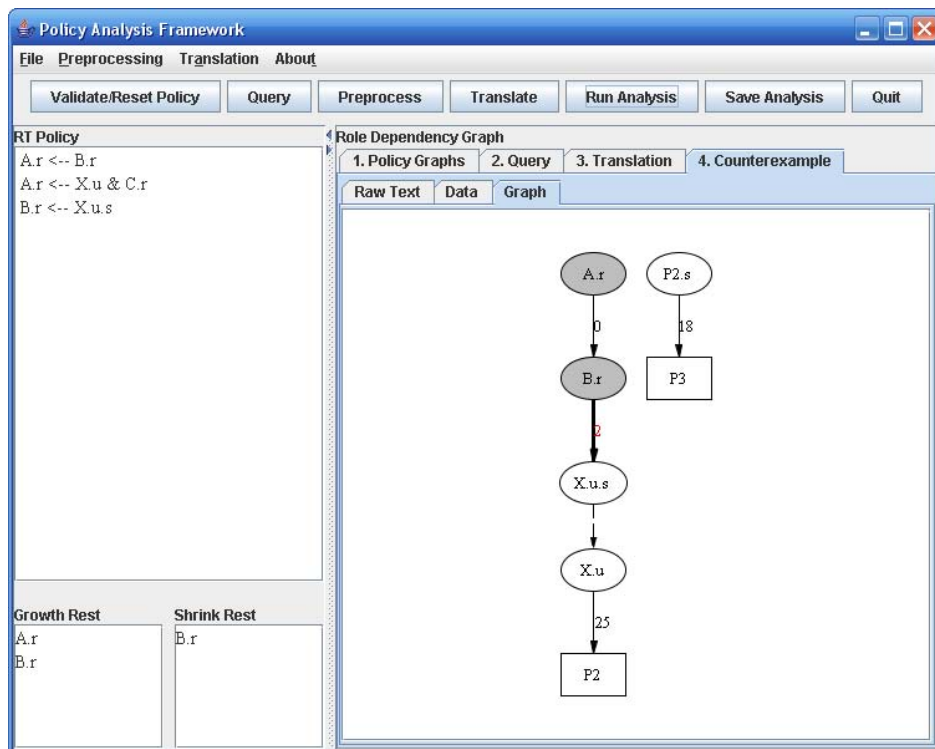 Policy Analysis Framework
File Preprocessing Translation About
Validate/Reset Policy Query Preprocess Translate Run Analysis Save Analysis Quit
RT Policy
A.r <-- B.r
A.r <-- X.u & C.r
B.r <-- X.u.s
Growth Rest
A.r
B.r
Shrink Rest
B.r
Role Dependency Graph
1. Policy Graphs 2. Query 3. Translation 4. Counterexample
Raw Text Data Graph
A.r P2.s
0 18
B.r P3
2
X.u.s
X.u
25
P2